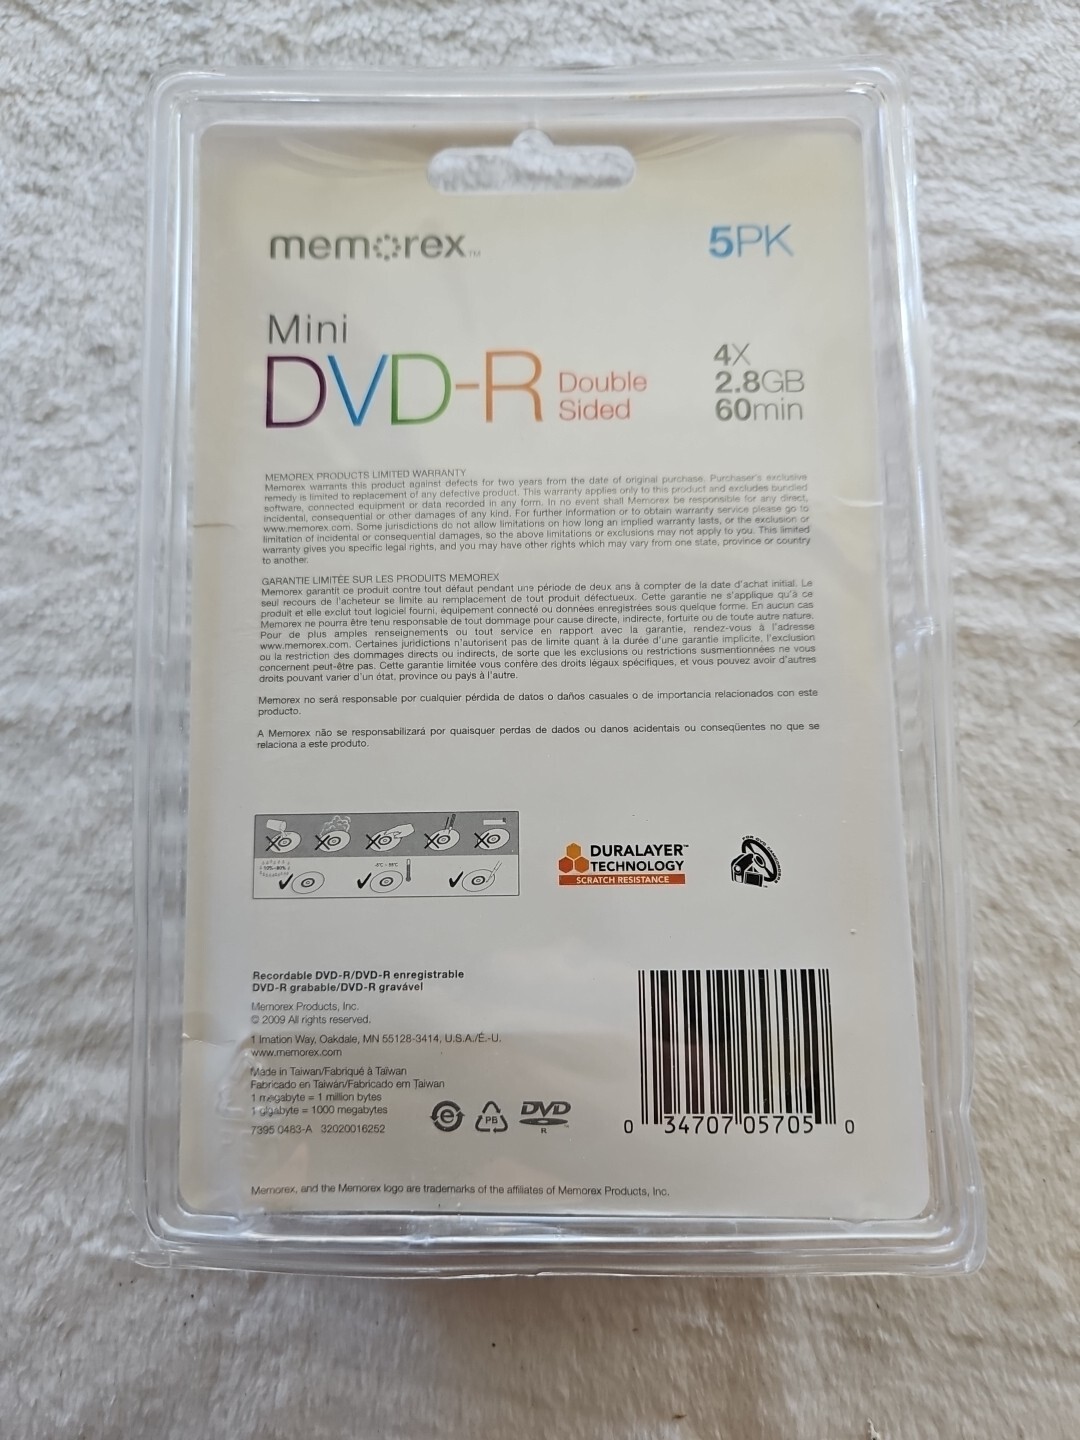 memorex™
5PK
Mini
DVD-R Double Sided
4X
2.8GB
60min
MEMOREX PRODUCTS LIMITED WARRANTY
Memorex warrants this product against defects for two years from the date of original purchase. Purchaser's exclusive
remedy is limited to replacement of any defective product. This warranty applies only to this product and excludes bundled
software, connected equipment or data recorded in any form. In no event shall Memorex be responsible for any direct,
incidental, consequential or other damages of any kind. For further information or to obtain warranty service please go to
www.memorex.com. Some jurisdictions do not allow limitations on how long an implied warranty lasts, or the exclusion or
limitation of incidental or consequential damages, so the above limitations or exclusions may not apply to you. This limited
warranty gives you specific legal rights, and you may have other rights which may vary from one state, province or country
to another.
GARANTIE LIMITÉE SUR LES PRODUITS MEMOREX
Memorex garantit ce produit contre tout défaut pendant une période de deux ans à compter de la date d'achat initial. Le
seul recours de l'acheteur se limite au remplacement de tout produit défectueux. Cette garantie ne s'applique qu'à ce
produit et elle exclut tout logiciel fourni, équipement connecté ou données enregistrées sous quelque forme. En aucun cas
Memorex ne pourra être tenu responsable de tout dommage pour cause directe, indirecte, fortuite ou de toute autre nature.
Pour de plus amples renseignements ou tout service en rapport avec la garantie, rendez-vous à l'adresse
www.memorex.com. Certaines juridictions n'autorisent pas de limite quant à la durée d'une garantie implicite, l'exclusion
ou la restriction des dommages directs ou indirects, de sorte que les exclusions ou restrictions susmentionnées ne vous
concernent peut-être pas. Cette garantie limitée vous confère des droits légaux spécifiques, et vous pouvez avoir d'autres
droits pouvant varier d'un état, province ou pays à l'autre.
Memorex no será responsable por cualquier pérdida de datos o daños casuales o de importancia relacionados con este
producto.
A Memorex não se responsabilizará por quaisquer perdas de dados ou danos acidentais ou conseqüentes no que se
relaciona a este produto.
DURALAYER™
TECHNOLOGY
SCRATCH RESISTANCE
FOR DVD CAMCORDERS
Recordable DVD-R/DVD-R enregistrable
DVD-R grabable/DVD-R gravável
Memorex Products, Inc.
© 2009 All rights reserved.
1 Imation Way, Oakdale, MN 55128-3414, U.S.A./É.-U.
www.memorex.com
Made in Taiwan/Fabriqué à Taïwan
Fabricado en Taiwán/Fabricado em Taiwan
1 megabyte = 1 million bytes
1 gigabyte = 1000 megabytes
7395 0483-A 32020016252
e
PB
DVD
R
0 34707 05705 0
Memorex, and the Memorex logo are trademarks of the affiliates of Memorex Products, Inc.